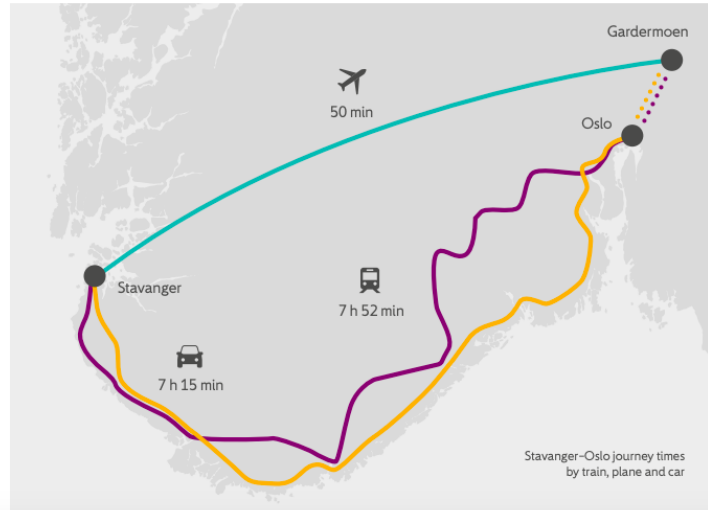 Gardermoen
50 min
Oslo
Stavanger
7 h 52 min
7 h 15 min
Stavanger–Oslo journey times
by train, plane and car